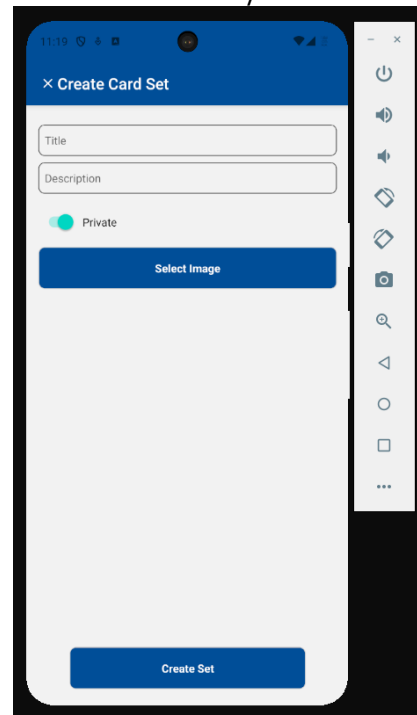 11:19
× Create Card Set
Title
Description
Private
Select Image
Create Set